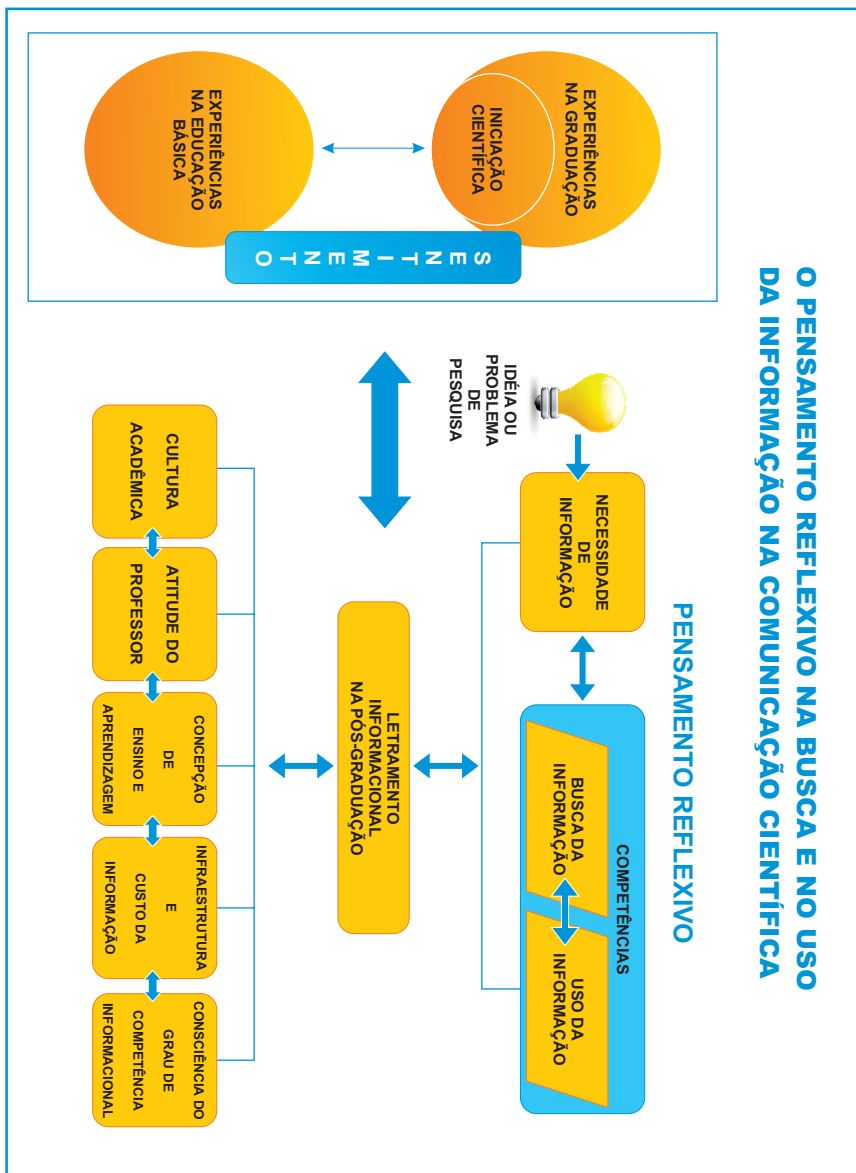 O PENSAMENTO REFLEXIVO NA BUSCA E NO USO
DA INFORMAÇÃO NA COMUNICAÇÃO CIENTÍFICA
EXPERIÊNCIAS
NA GRADUAÇÃO
INICIAÇÃO
CIENTÍFICA
EXPERIÊNCIAS
NA EDUCAÇÃO
BÁSICA
SENTIMENTO
PENSAMENTO REFLEXIVO
IDÉIA OU
PROBLEMA
DE
PESQUISA
NECESSIDADE
DE
INFORMAÇÃO
COMPETÊNCIAS
BUSCA DA
INFORMAÇÃO
USO DA
INFORMAÇÃO
LETRAMENTO
INFORMACIONAL
NA PÓS-GRADUAÇÃO
CULTURA
ACADÊMICA
ATITUDE DO
PROFESSOR
CONCEPÇÃO
DE
ENSINO E
APRENDIZAGEM
INFRAESTRUTURA
E
CUSTO DA
INFORMAÇÃO
CONSCIÊNCIA DO
GRAU DE
COMPETÊNCIA
INFORMACIONAL